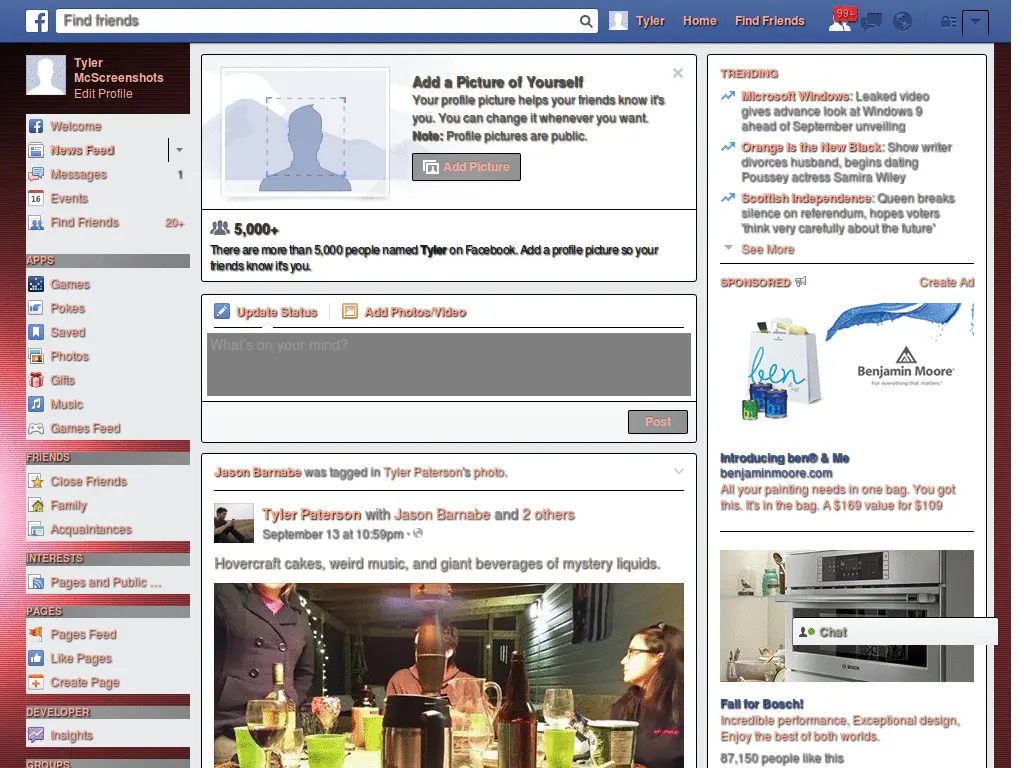 Find friends
Tyler
Home
Find Friends
99+
Tyler
McScreenshots
Edit Profile
Welcome
News Feed
Messages 1
16
Events
Find Friends 20+
APPS
Games
Pokes
Saved
Photos
Gifts
Music
Games Feed
FRIENDS
Close Friends
Family
Acquaintances
INTERESTS
Pages and Public ...
PAGES
Pages Feed
Like Pages
Create Page
DEVELOPER
Insights
GROUPS
Add a Picture of Yourself
Your profile picture helps your friends know it's
you. You can change it whenever you want.
Note: Profile pictures are public.
Add Picture
5,000+
There are more than 5,000 people named Tyler on Facebook. Add a profile picture so your
friends know it's you.
Update Status
Add Photos/Video
What's on your mind?
Post
Jason Barnabe was tagged in Tyler Paterson's photo.
Tyler Paterson with Jason Barnabe and 2 others
September 13 at 10:59pm ·
Hovercraft cakes, weird music, and giant beverages of mystery liquids.
TRENDING
Microsoft Windows: Leaked video
gives advance look at Windows 9
ahead of September unveiling
Orange Is the New Black: Show writer
divorces husband, begins dating
Poussey actress Samira Wiley
Scottish Independence: Queen breaks
silence on referendum, hopes voters
'think very carefully about the future'
See More
SPONSORED
Create Ad
ben
Benjamin Moore®
For everything that matters.™
Introducing ben® & Me
benjaminmoore.com
All your painting needs in one bag. You got
this. It's in the bag. A $169 value for $109
Chat
BOSCH
Fall for Bosch!
Incredible performance, Exceptional design,
Enjoy the best of both worlds.
87,150 people like this